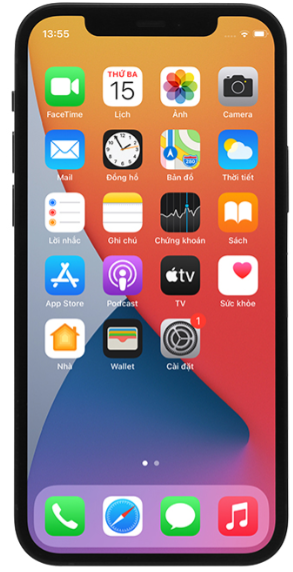 13:55
FaceTime
THỨ BA
15
Lịch
Ảnh
Camera
Mail
Đồng hồ
280
Bản đồ
Thời tiết
Lời nhắc
Ghi chú
Chứng khoán
Sách
App Store
Podcast
tv
TV
Sức khỏe
Nhà
Wallet
1
Cài đặt